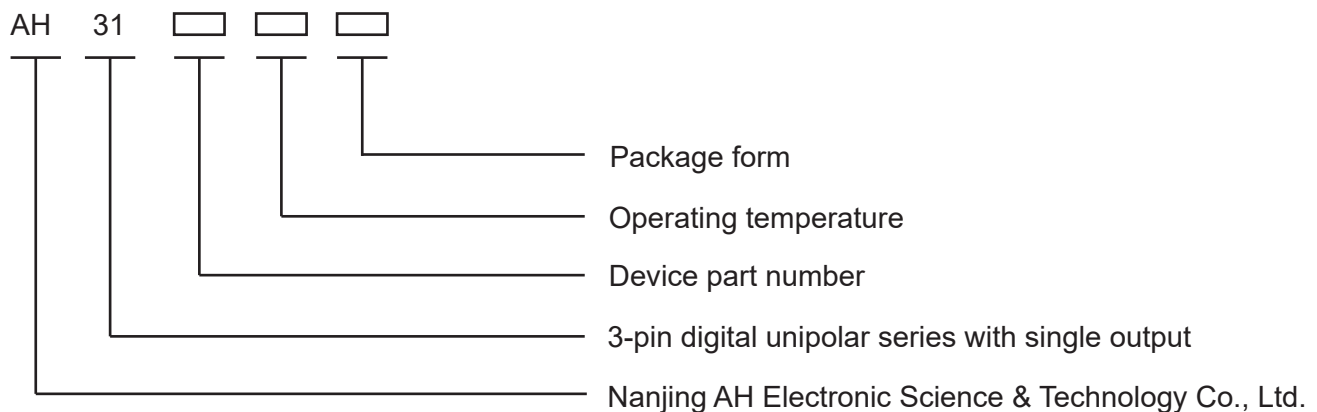 AH 31
Package form
Operating temperature
Device part number
3-pin digital unipolar series with single output
Nanjing AH Electronic Science & Technology Co., Ltd.